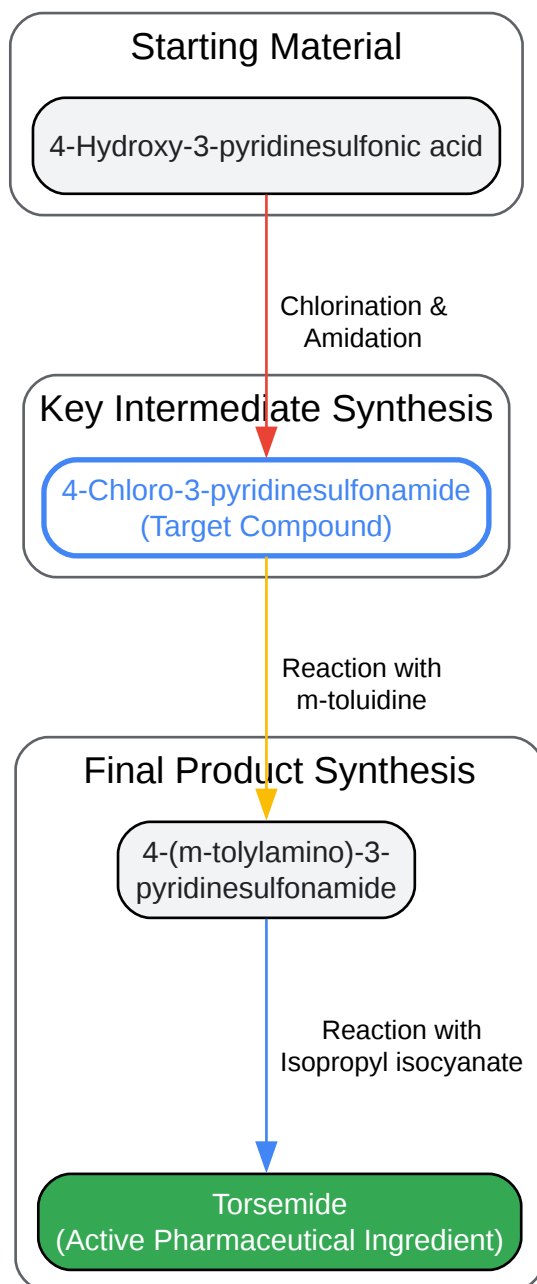 Starting Material
4-Hydroxy-3-pyridinesulfonic acid
Chlorination &
Amidation
Key Intermediate Synthesis
4-Chloro-3-pyridinesulfonamide
(Target Compound)
Reaction with
m-toluidine
Final Product Synthesis
4-(m-tolylamino)-3-
pyridinesulfonamide
Reaction with
Isopropyl isocyanate
Torsemide
(Active Pharmaceutical Ingredient)